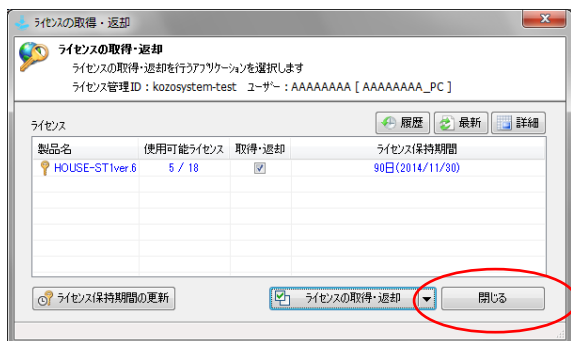 ライセンスの取得・返却
ライセンスの取得・返却
ライセンスの取得・返却を行うアプリケーションを選択します
ライセンス管理ID：kozosystem-test ユーザー：AAAAAAAA [ AAAAAAAA_PC ]
ライセンス 履歴 最新 詳細
製品名 使用可能ライセンス 取得・返却 ライセンス保持期間
HOUSE-ST1ver.6 5 / 18 90日(2014/11/30)
ライセンス保持期間の更新 ライセンスの取得・返却 閉じる